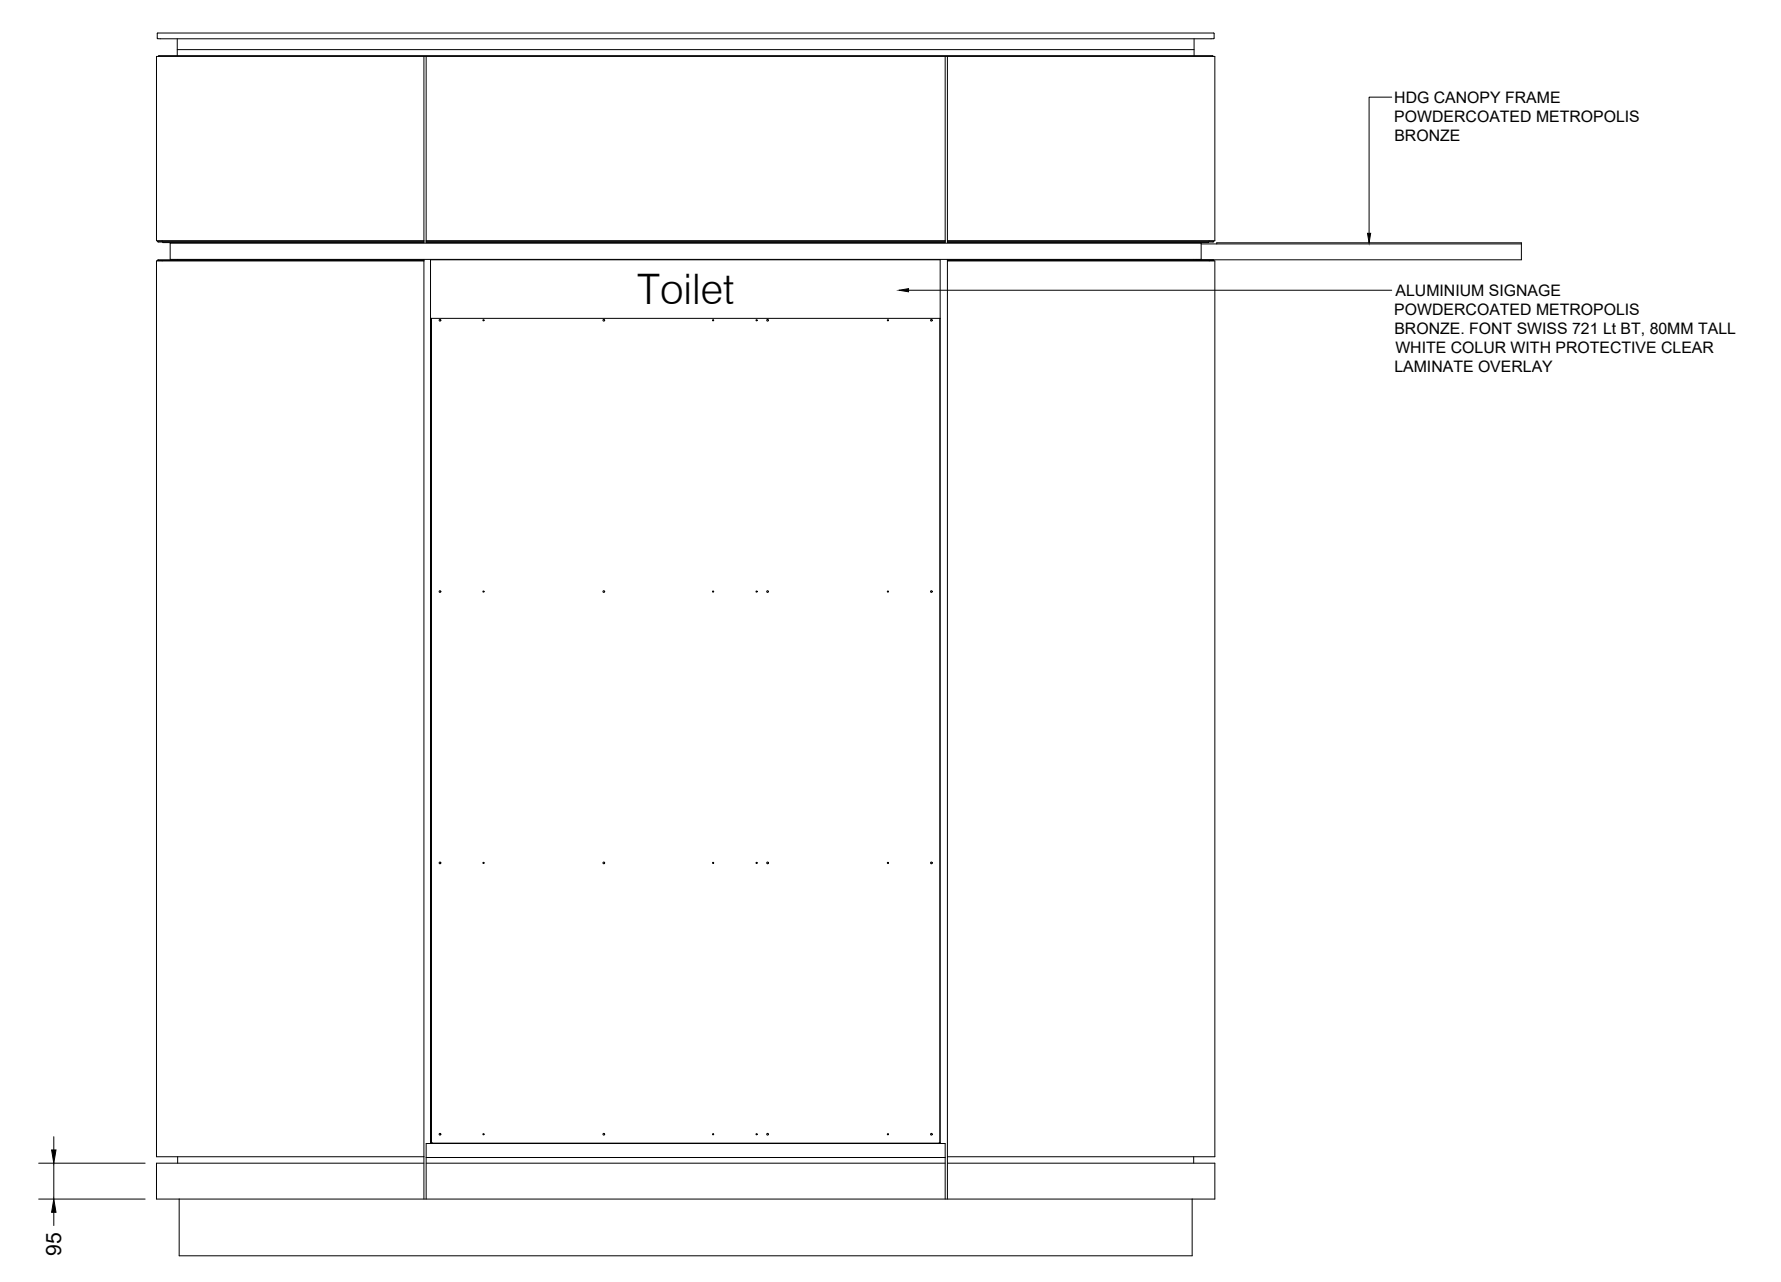 HDG CANOPY FRAME
POWDERCOATED METROPOLIS
BRONZE
Toilet
ALUMINIUM SIGNAGE
POWDERCOATED METROPOLIS
BRONZE. FONT SWISS 721 Lt BT, 80MM TALL
WHITE COLUR WITH PROTECTIVE CLEAR
LAMINATE OVERLAY
95